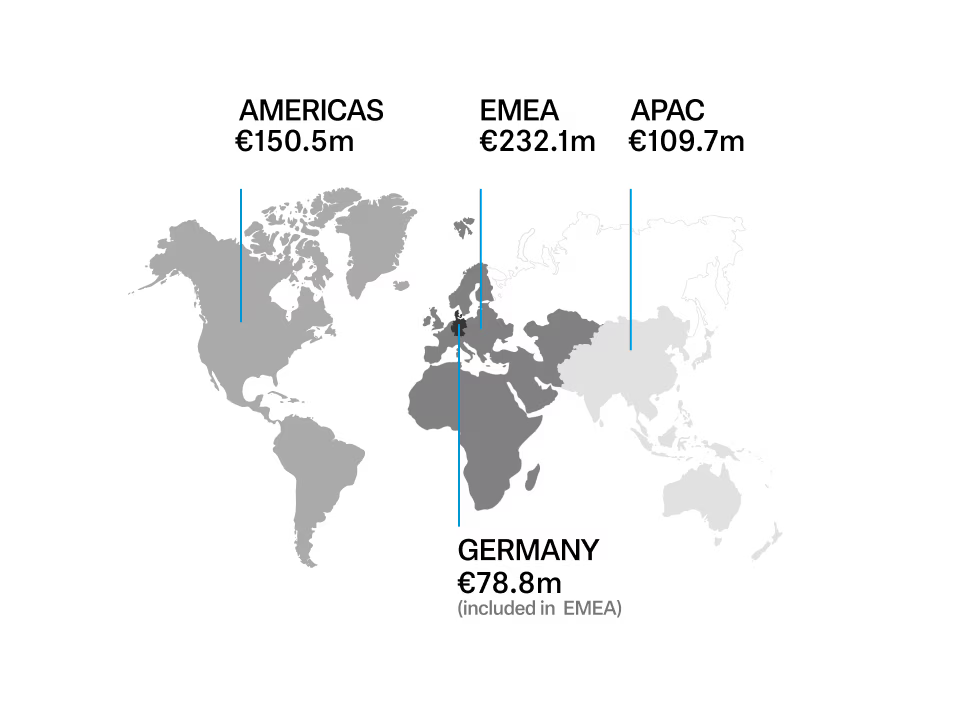 AMERICAS
€150.5m
EMEA
€232.1m
APAC
€109.7m
GERMANY
€78.8m
(included in EMEA)